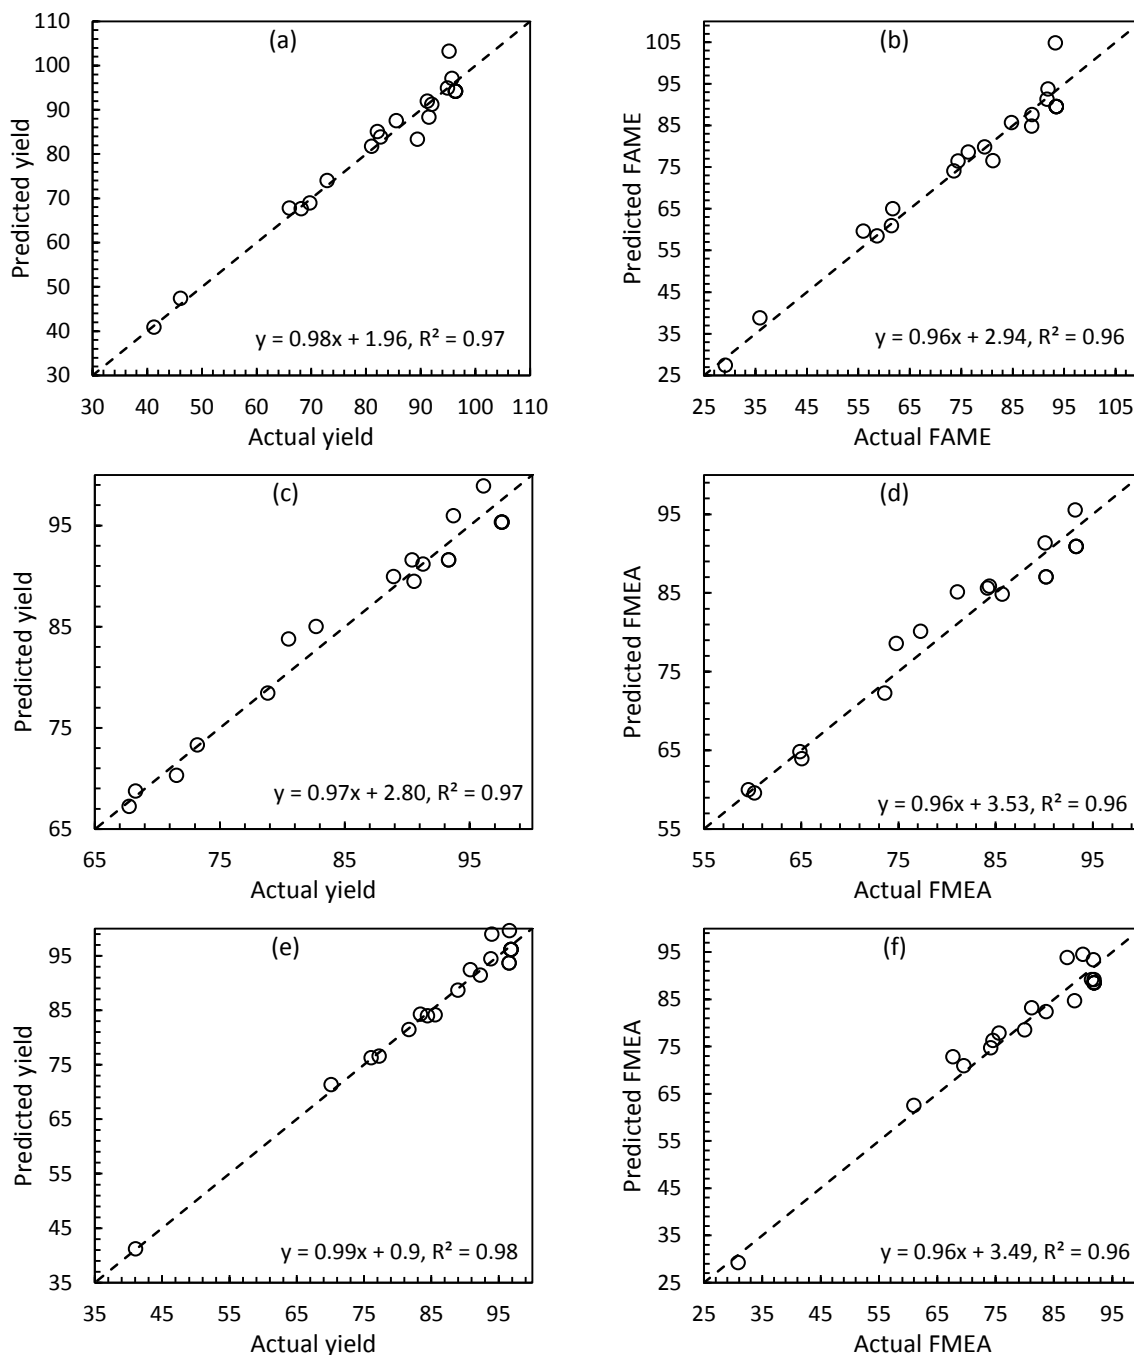 (a)
Predicted yield
110
100
90
80
70
60
50
40
30
y = 0.98x + 1.96, R² = 0.97
30 40 50 60 70 80 90 100 110
Actual yield
(b)
Predicted FAME
105
95
85
75
65
55
45
35
25
y = 0.96x + 2.94, R² = 0.96
25 35 45 55 65 75 85 95 105
Actual FAME
(c)
Predicted yield
95
85
75
65
y = 0.97x + 2.80, R² = 0.97
65 75 85 95
Actual yield
(d)
Predicted FMEA
95
85
75
65
55
y = 0.96x + 3.53, R² = 0.96
55 65 75 85 95
Actual FMEA
(e)
Predicted yield
95
85
75
65
55
45
35
y = 0.99x + 0.9, R² = 0.98
35 45 55 65 75 85 95
Actual yield
(f)
Predicted FMEA
95
85
75
65
55
45
35
25
y = 0.96x + 3.49, R² = 0.96
25 35 45 55 65 75 85 95
Actual FMEA